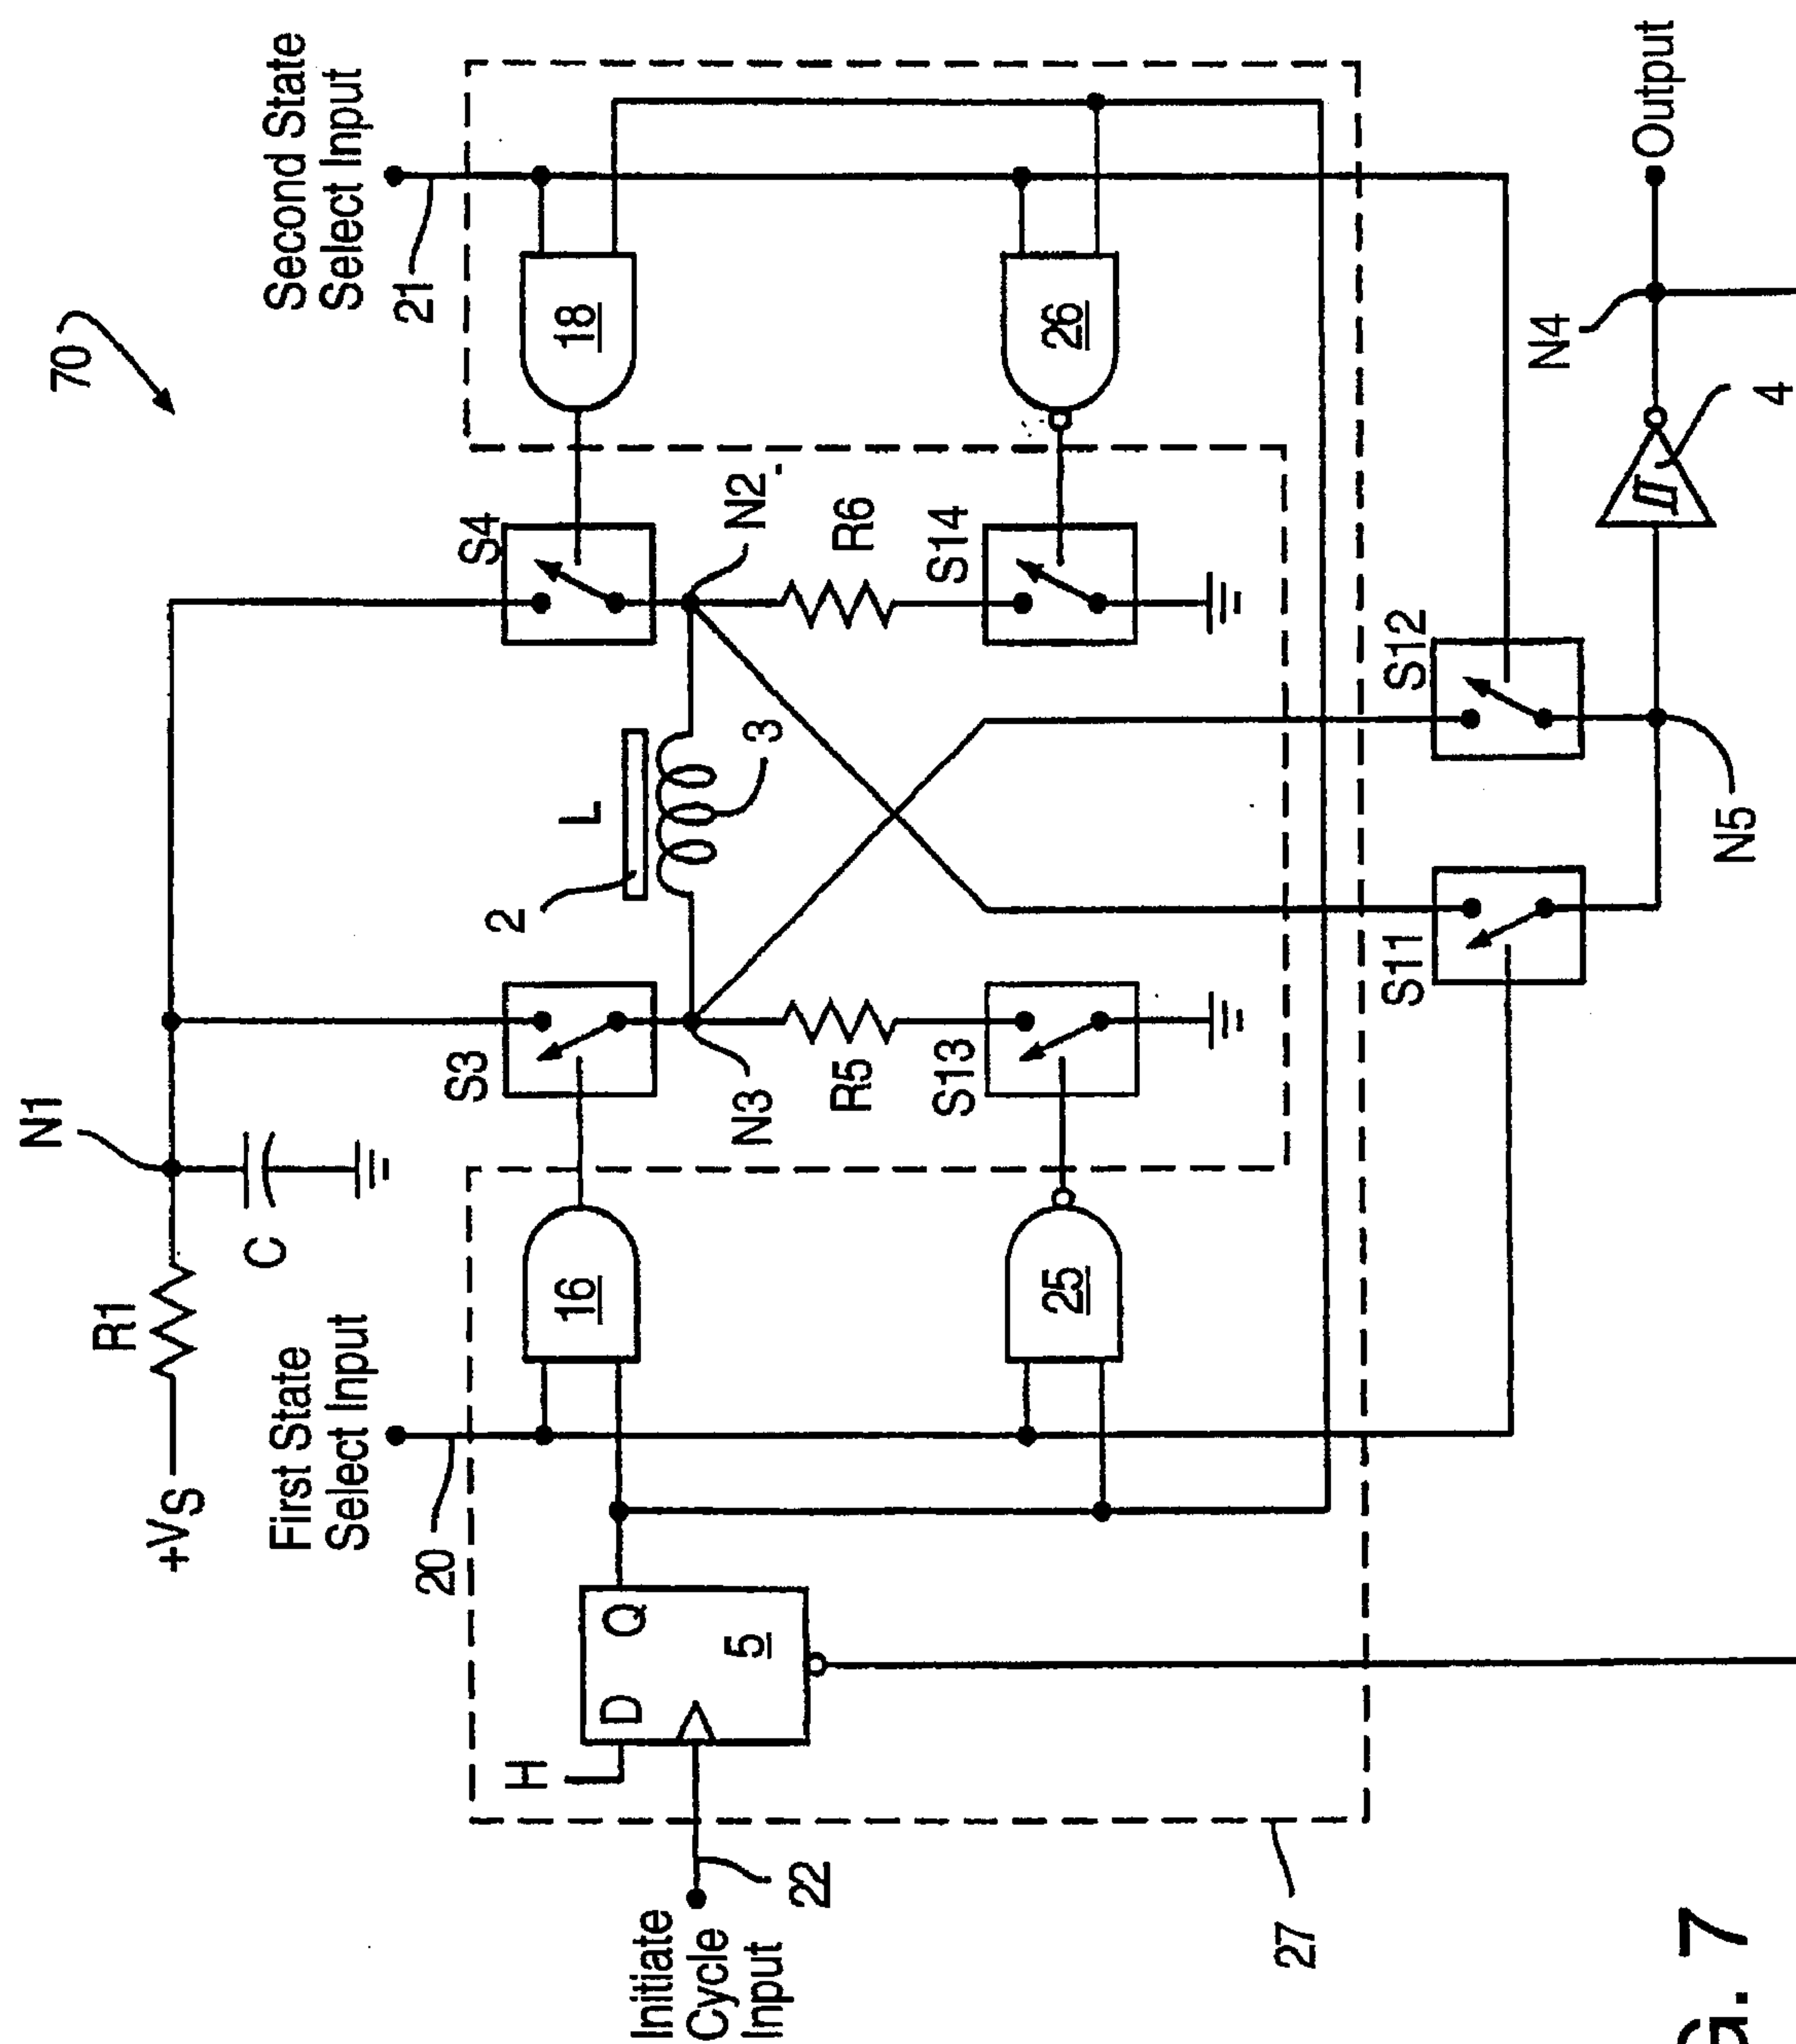 70
N1
R1
+VS
C
First State
Select Input
Second State
Select Input
20
21
S3
S4
16
18
L
2
3
N3
N2
R5
R6
H
D
Q
5
Initiate
Cycle
Input
22
25
26
S13
S14
27
S11
S12
N5
4
N4
Output
G. 7